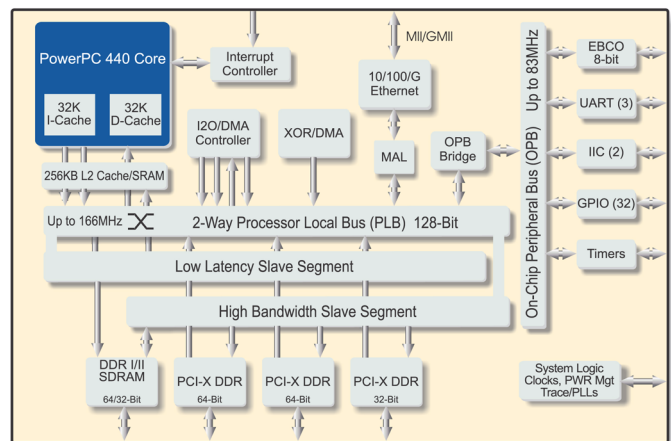 PowerPC 440 Core
32K
I-Cache
32K
D-Cache
256KB L2 Cache/SRAM
Interrupt
Controller
I2O/DMA
Controller
XOR/DMA
MII/GMII
10/100/G
Ethernet
MAL
OPB
Bridge
On-Chip Peripheral Bus (OPB) Up to 83MHz
EBCO
8-bit
UART (3)
IIC (2)
GPIO (32)
Timers
Up to 166MHz
2-Way Processor Local Bus (PLB) 128-Bit
Low Latency Slave Segment
High Bandwidth Slave Segment
DDR I/II
SDRAM
64/32-Bit
PCI-X DDR
64-Bit
PCI-X DDR
64-Bit
PCI-X DDR
32-Bit
System Logic
Clocks, PWR Mgt
Trace/PLLs